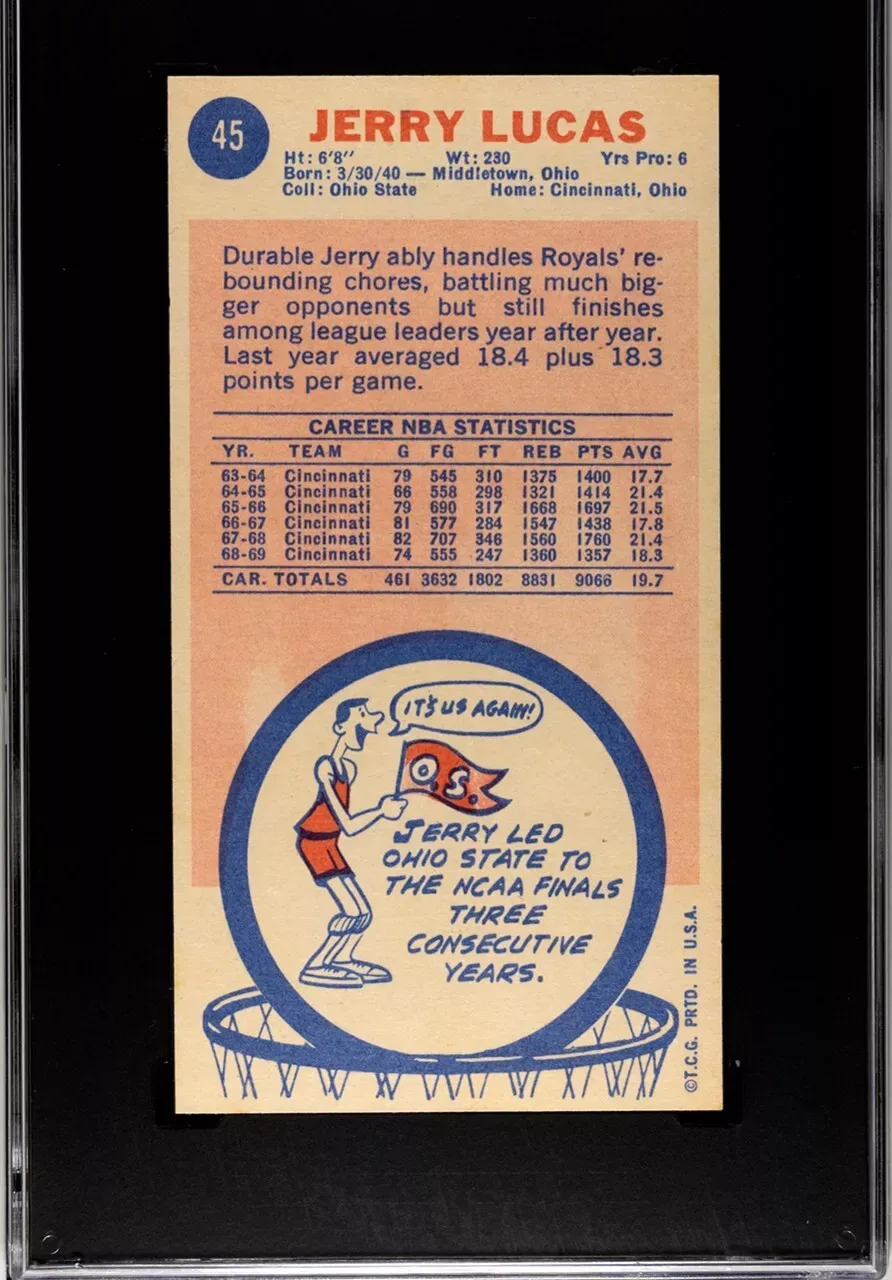 45
JERRY LUCAS
Ht: 6'8" Wt: 230 Yrs Pro: 6
Born: 3/30/40 — Middletown, Ohio
Coll: Ohio State Home: Cincinnati, Ohio
Durable Jerry ably handles Royals' re-
bounding chores, battling much big-
ger opponents but still finishes
among league leaders year after year.
Last year averaged 18.4 plus 18.3
points per game.
CAREER NBA STATISTICS
YR. TEAM G FG FT REB PTS AVG
63-64 Cincinnati 79 545 310 1375 1400 17.7
64-65 Cincinnati 66 558 298 1321 1414 21.4
65-66 Cincinnati 79 690 317 1668 1697 21.5
66-67 Cincinnati 81 577 284 1547 1438 17.8
67-68 Cincinnati 82 707 346 1560 1760 21.4
68-69 Cincinnati 74 555 247 1360 1357 18.3
CAR. TOTALS 461 3632 1802 8831 9066 19.7
IT'S US AGAIN!
O.S.
JERRY LED
OHIO STATE TO
THE NCAA FINALS
THREE
CONSECUTIVE
YEARS.
©T.C.G. PRTD. IN U.S.A.